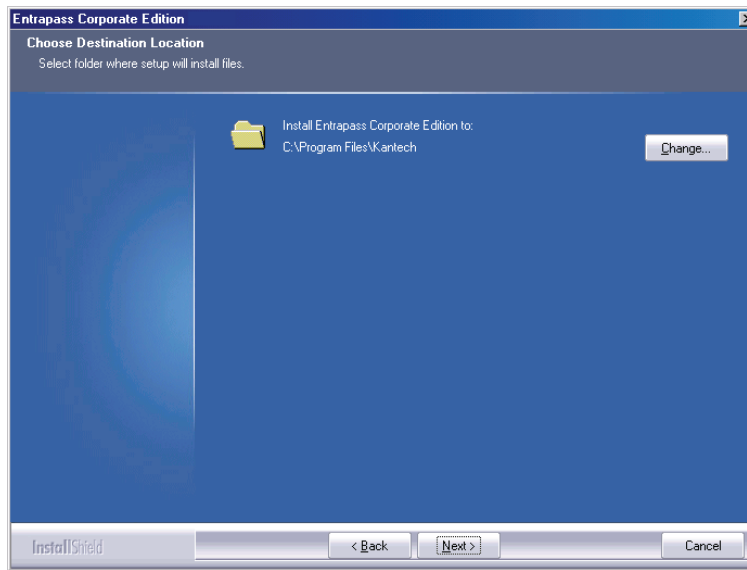 Entrapass Corporate Edition
Choose Destination Location
Select folder where setup will install files.
Install Entrapass Corporate Edition to:
C:\Program Files\Kantech
Change...
InstallShield
< Back
Next >
Cancel